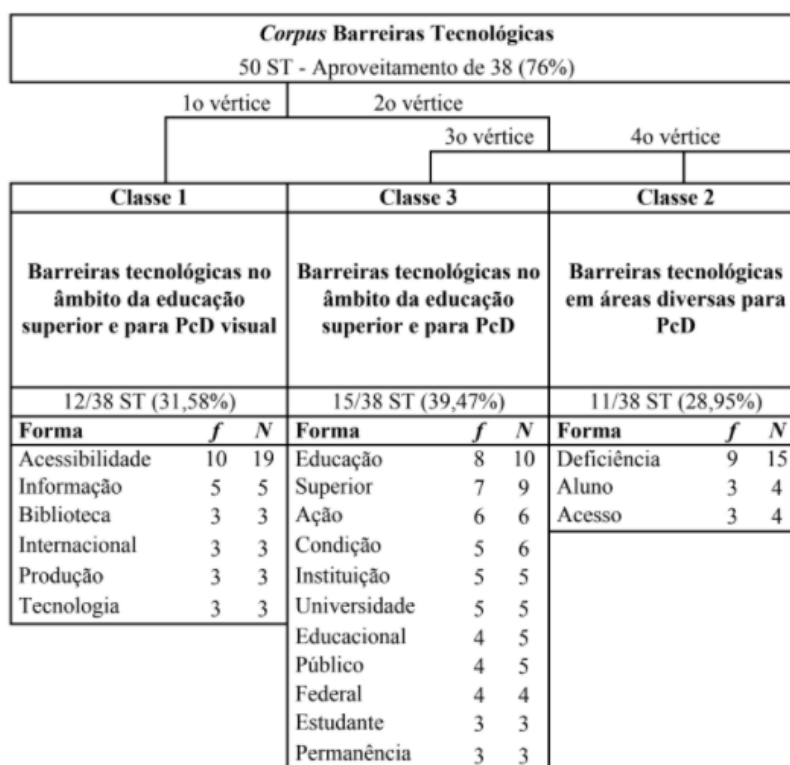 Corpus Barreiras Tecnológicas
50 ST - Aproveitamento de 38 (76%)
1o vértice 2o vértice
3o vértice 4o vértice
Classe 1 Classe 3 Classe 2
Barreiras tecnológicas no Barreiras tecnológicas no Barreiras tecnológicas
âmbito da educação âmbito da educação em áreas diversas para
superior e para PcD visual superior e para PcD PcD
12/38 ST (31,58%) 15/38 ST (39,47%) 11/38 ST (28,95%)
Forma f N Forma f N Forma f N
Acessibilidade 10 19 Educação 8 10 Deficiência 9 15
Informação 5 5 Superior 7 9 Aluno 3 4
Biblioteca 3 3 Ação 6 6 Acesso 3 4
Internacional 3 3 Condição 5 6
Produção 3 3 Instituição 5 5
Tecnologia 3 3 Universidade 5 5
Educacional 4 5
Público 4 5
Federal 4 4
Estudante 3 3
Permanência 3 3